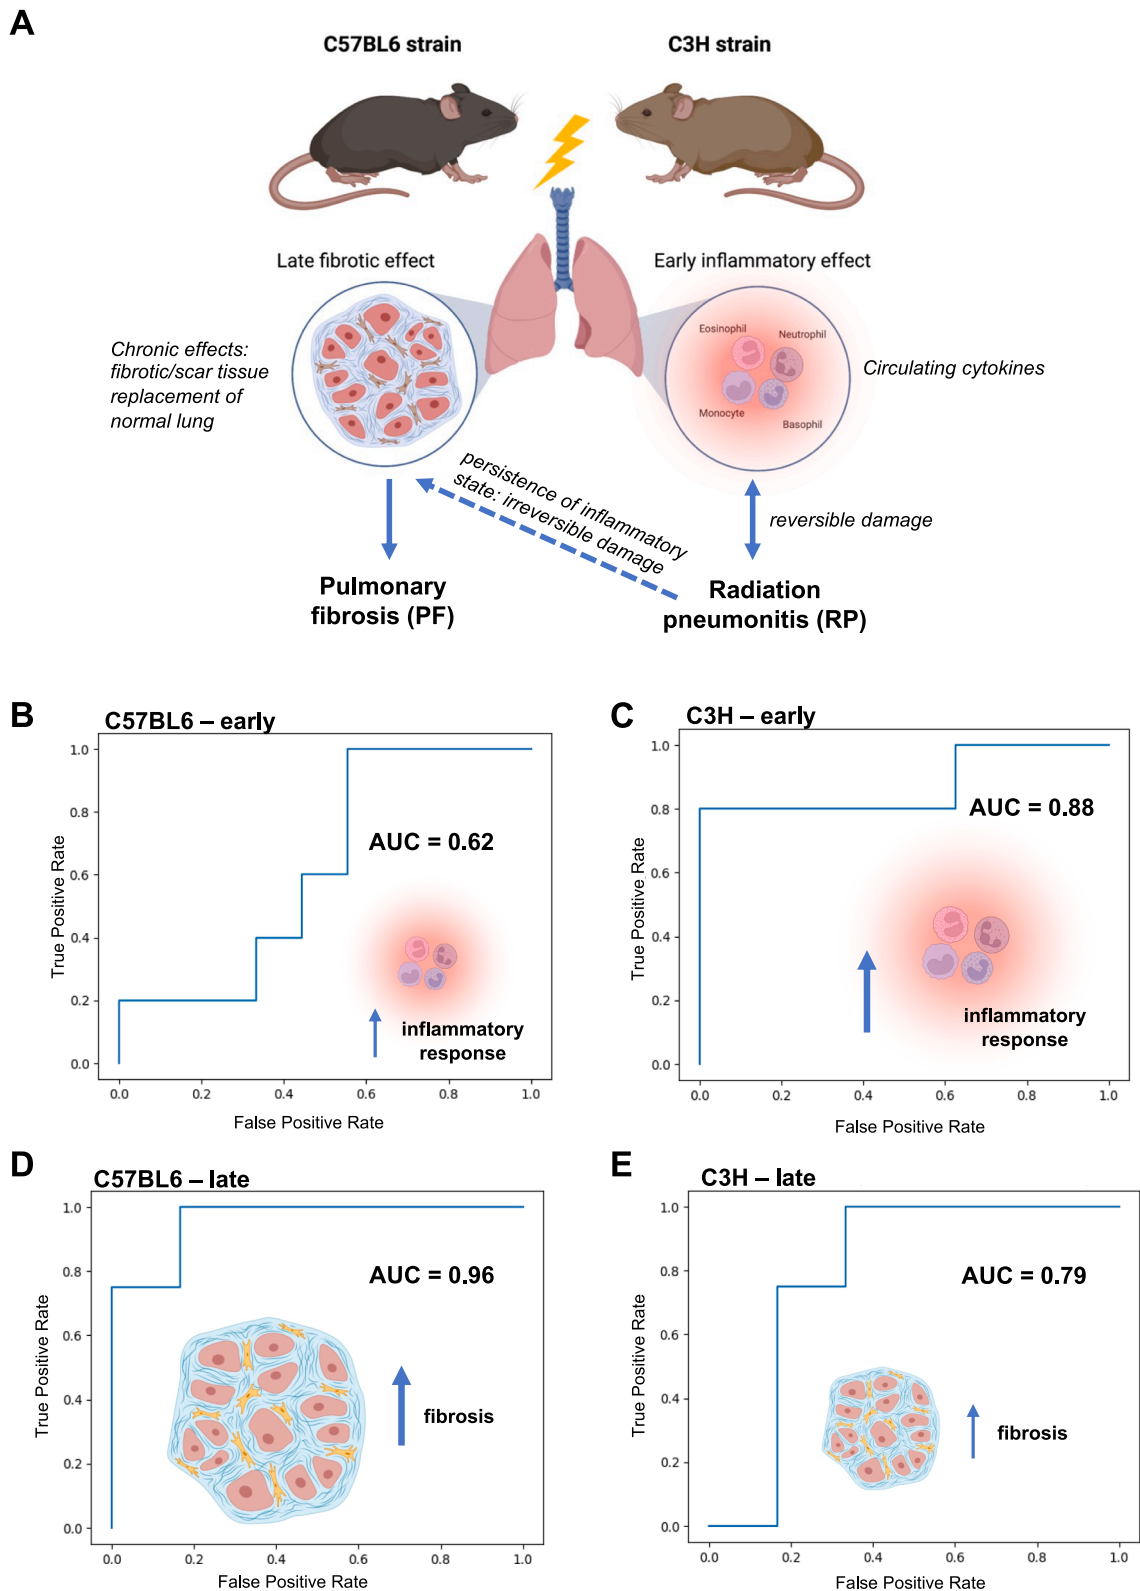 A
C57BL6 strain
C3H strain
Late fibrotic effect
Early inflammatory effect
Eosinophil
Neutrophil
Monocyte
Basophil
Chronic effects:
fibrotic/scar tissue
replacement of
normal lung
Circulating cytokines
persistence of inflammatory
state: irreversible damage
reversible damage
Pulmonary
fibrosis (PF)
Radiation
pneumonitis (RP)
B
C57BL6 – early
1.0
0.8
0.6
0.4
0.2
0.0
True Positive Rate
AUC = 0.62
inflammatory
response
0.0 0.2 0.4 0.6 0.8 1.0
False Positive Rate
C
C3H – early
1.0
0.8
0.6
0.4
0.2
0.0
True Positive Rate
AUC = 0.88
inflammatory
response
0.0 0.2 0.4 0.6 0.8 1.0
False Positive Rate
D
C57BL6 – late
1.0
0.8
0.6
0.4
0.2
0.0
True Positive Rate
AUC = 0.96
fibrosis
0.0 0.2 0.4 0.6 0.8 1.0
False Positive Rate
E
C3H – late
1.0
0.8
0.6
0.4
0.2
0.0
True Positive Rate
AUC = 0.79
fibrosis
0.0 0.2 0.4 0.6 0.8 1.0
False Positive Rate